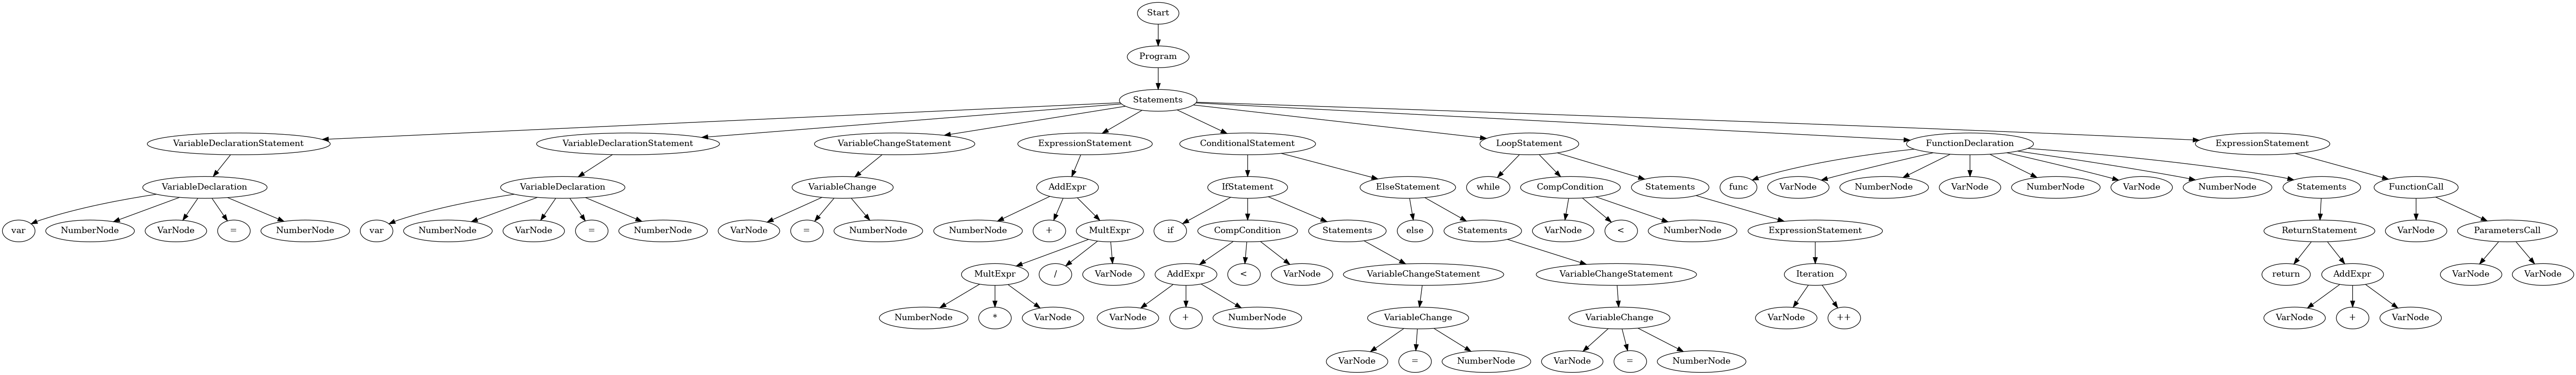 Start
Program
Statements
VariableDeclarationStatement VariableDeclarationStatement VariableChangeStatement ExpressionStatement ConditionalStatement LoopStatement FunctionDeclaration ExpressionStatement
VariableDeclaration VariableDeclaration VariableChange AddExpr IfStatement ElseStatement while CompCondition Statements func VarNode NumberNode VarNode NumberNode VarNode NumberNode Statements FunctionCall
var NumberNode VarNode = NumberNode var NumberNode VarNode = NumberNode VarNode = NumberNode NumberNode + MultExpr if CompCondition Statements else Statements VarNode < NumberNode ExpressionStatement ReturnStatement VarNode ParametersCall
MultExpr / VarNode AddExpr < VarNode VariableChangeStatement VariableChangeStatement Iteration return AddExpr VarNode VarNode
NumberNode * VarNode VarNode + NumberNode VariableChange VariableChange VarNode ++ VarNode + VarNode
VarNode = NumberNode VarNode = NumberNode